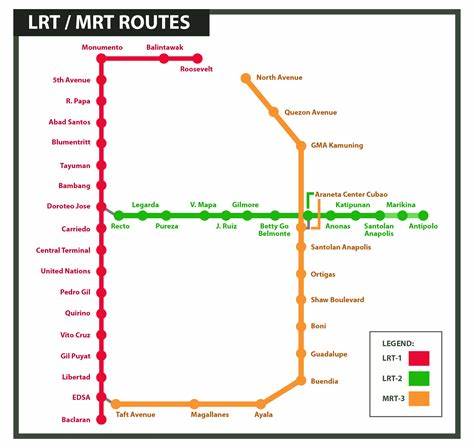 LRT / MRT ROUTES
Monumento
Balintawak
Roosevelt
5th Avenue
R. Papa
Abad Santos
Blumentritt
Tayuman
Bambang
Doroteo Jose
Carriedo
Central Terminal
United Nations
Pedro Gil
Quirino
Vito Cruz
Gil Puyat
Libertad
EDSA
Baclaran
North Avenue
Quezon Avenue
GMA Kamuning
Araneta Center Cubao
Legarda
V. Mapa
Gilmore
Katipunan
Marikina
Recto
Pureza
J. Ruiz
Betty Go
Belmonte
Anonas
Santolan
Anapolis
Antipolo
Santolan Anapolis
Ortigas
Shaw Boulevard
Boni
Guadalupe
Buendia
Taft Avenue
Magallanes
Ayala
LEGEND:
LRT-1
LRT-2
MRT-3